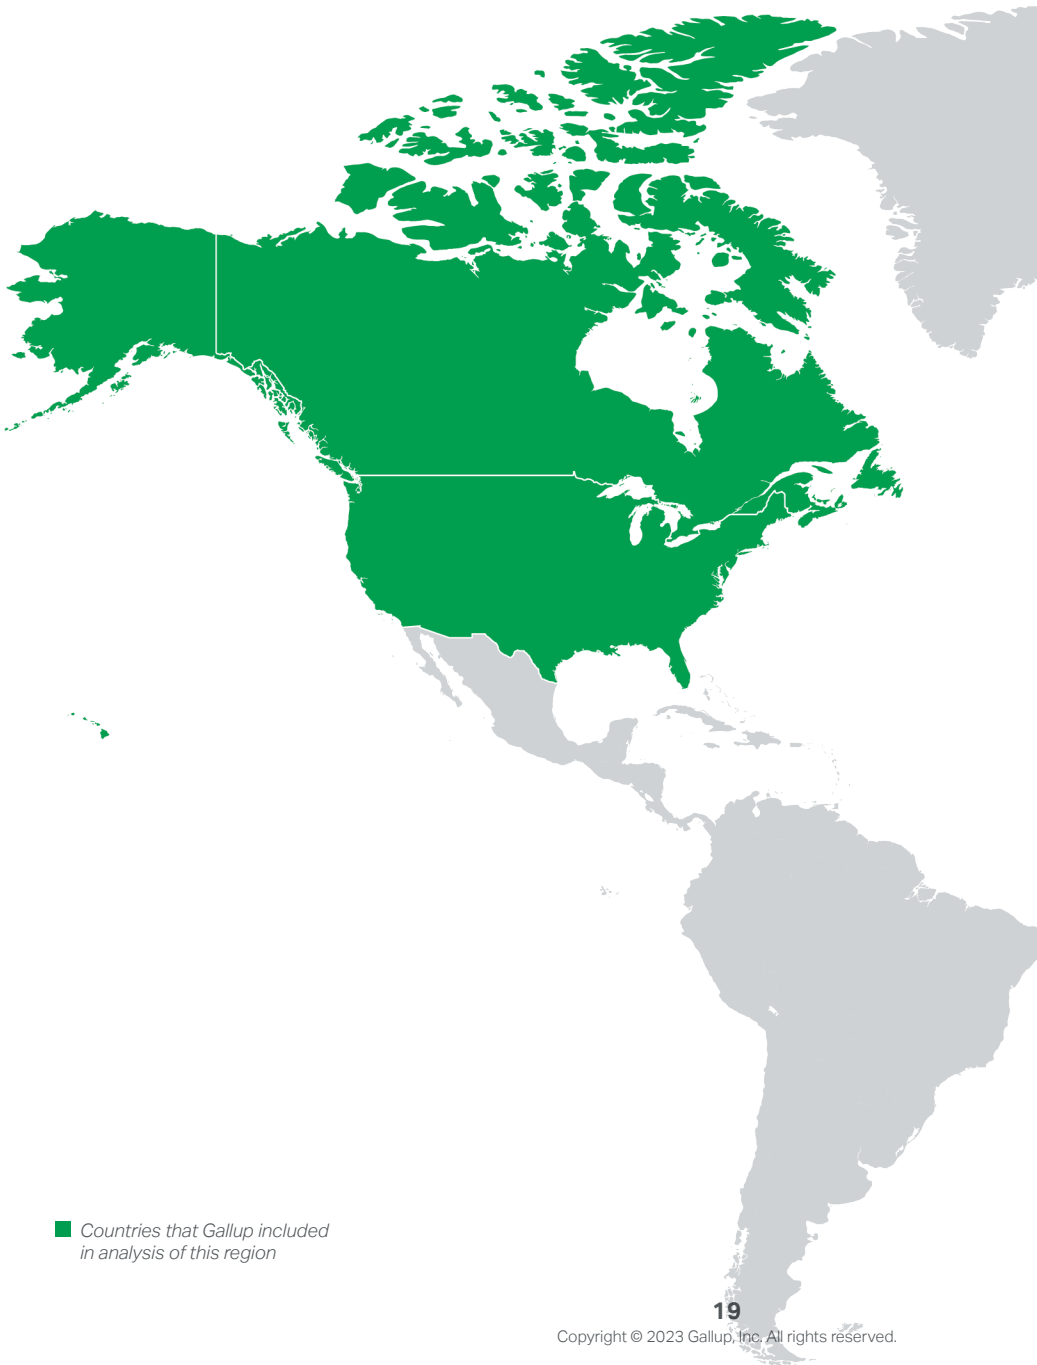 Countries that Gallup included
in analysis of this region
19
Copyright © 2023 Gallup, Inc. All rights reserved.